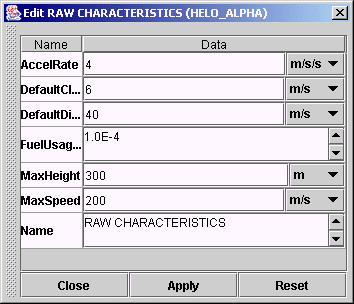 Edit RAW CHARACTERISTICS (HELO_ALPHA)
Name Data
AccelRate 4 m/s/s
DefaultCl... 6 m/s
DefaultDi... 40 m/s
FuelUsag... 1.0E-4
MaxHeight 300 m
MaxSpeed 200 m/s
Name RAW CHARACTERISTICS
Close Apply Reset